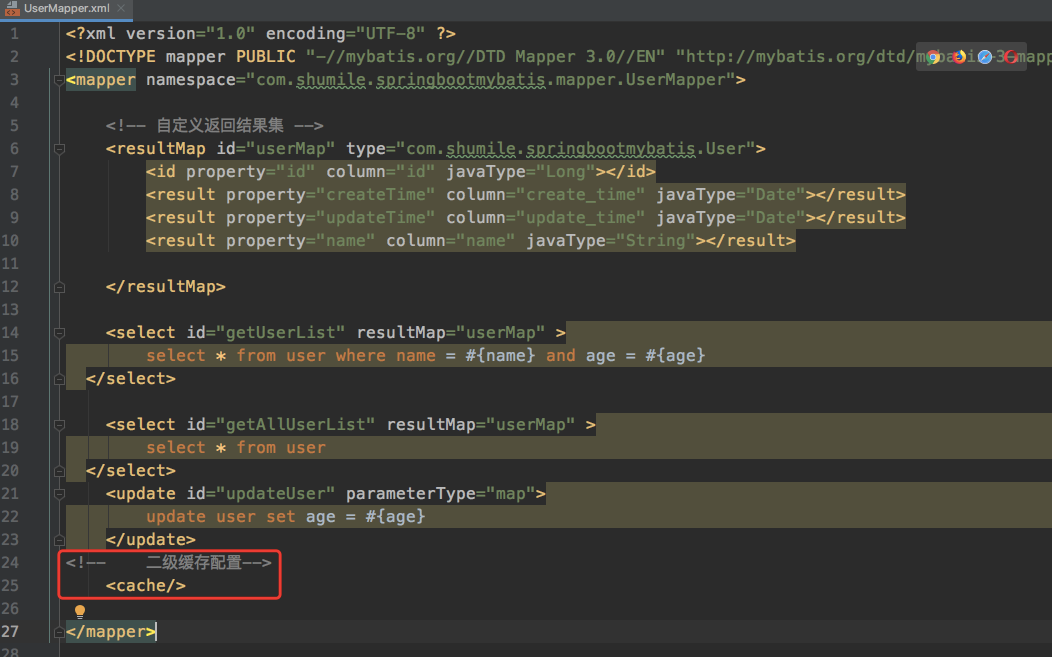 UserMapper.xml
1 <?xml version="1.0" encoding="UTF-8" ?>
2 <!DOCTYPE mapper PUBLIC "-//mybatis.org//DTD Mapper 3.0//EN" "http://mybatis.org/dtd/mybatis-3-mapp
3 <mapper namespace="com.shumile.springbootmybatis.mapper.UserMapper">
4
5 <!-- 自定义返回结果集 -->
6 <resultMap id="userMap" type="com.shumile.springbootmybatis.User">
7 <id property="id" column="id" javaType="Long"></id>
8 <result property="createTime" column="create_time" javaType="Date"></result>
9 <result property="updateTime" column="update_time" javaType="Date"></result>
10 <result property="name" column="name" javaType="String"></result>
11
12 </resultMap>
13
14 <select id="getUserList" resultMap="userMap" >
15 select * from user where name = #{name} and age = #{age}
16 </select>
17
18 <select id="getAllUserList" resultMap="userMap" >
19 select * from user
20 </select>
21 <update id="updateUser" parameterType="map">
22 update user set age = #{age}
23 </update>
24 <!-- 二级缓存配置-->
25 <cache/>
26
27 </mapper>
28